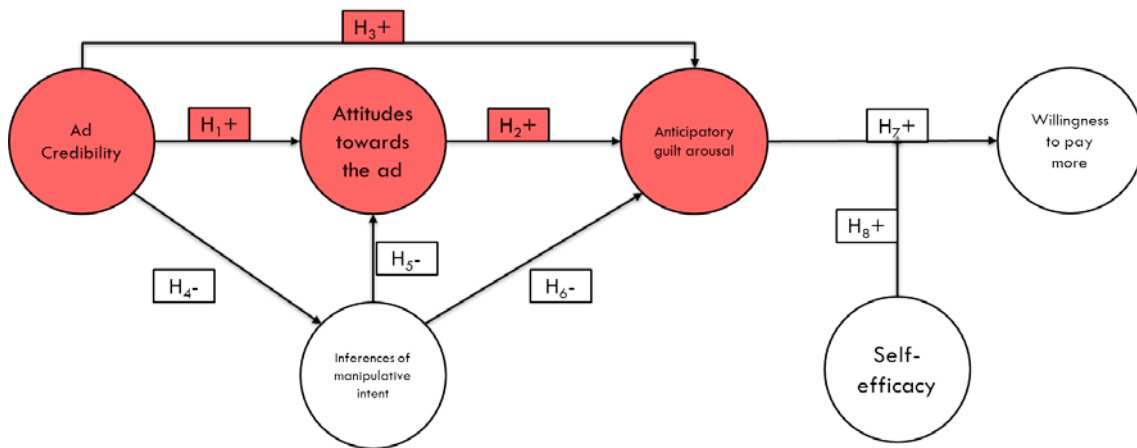 H₃+
Ad
Credibility
H₁+
Attitudes
towards
the ad
H₂+
Anticipatory
guilt arousal
H₇+
Willingness
to pay
more
H₄-
H₅-
H₆-
H₈+
Inferences of
manipulative
intent
Self-
efficacy